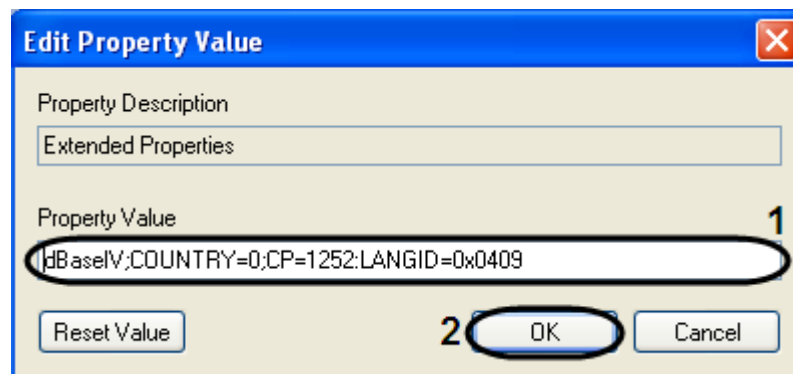 Edit Property Value
Property Description
Extended Properties
Property Value
1
dBaseIV;COUNTRY=0;CP=1252:LANGID=0x0409
Reset Value 2 OK Cancel